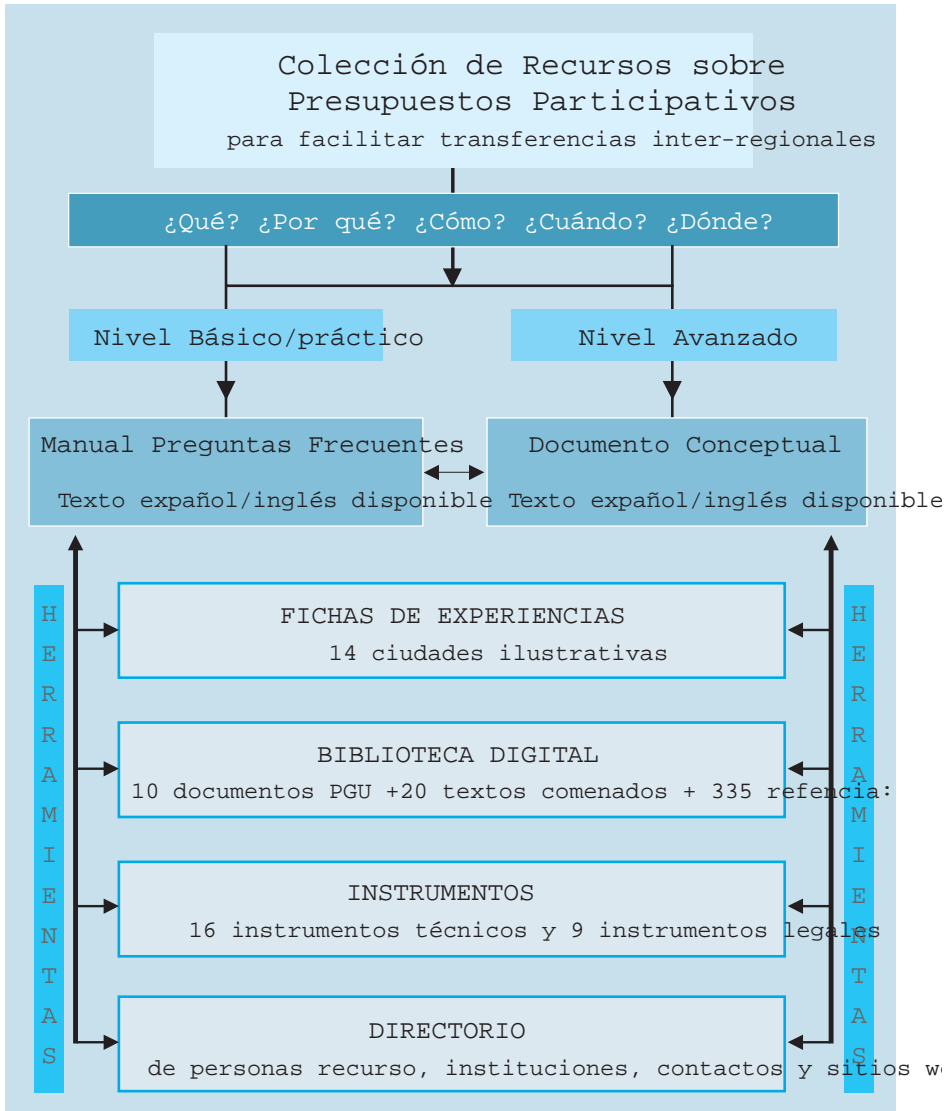 Colección de Recursos sobre
Presupuestos Participativos
para facilitar transferencias inter-regionales
¿Qué? ¿Por qué? ¿Cómo? ¿Cuándo? ¿Dónde?
Nivel Básico/práctico
Nivel Avanzado
Manual Preguntas Frecuentes
Texto expañol/inglés disponible
Documento Conceptual
Texto expañol/inglés disponible
HERRAMIENTAS
FICHAS DE EXPERIENCIAS
14 ciudades ilustrativas
BIBLIOTECA DIGITAL
10 documentos PGU +20 textos comenados + 335 refencia:
INSTRUMENTOS
16 instrumentos técnicos y 9 instrumentos legales
DIRECTORIO
de personas recurso, instituciones, contactos y sitios
HERRAMIENTAS